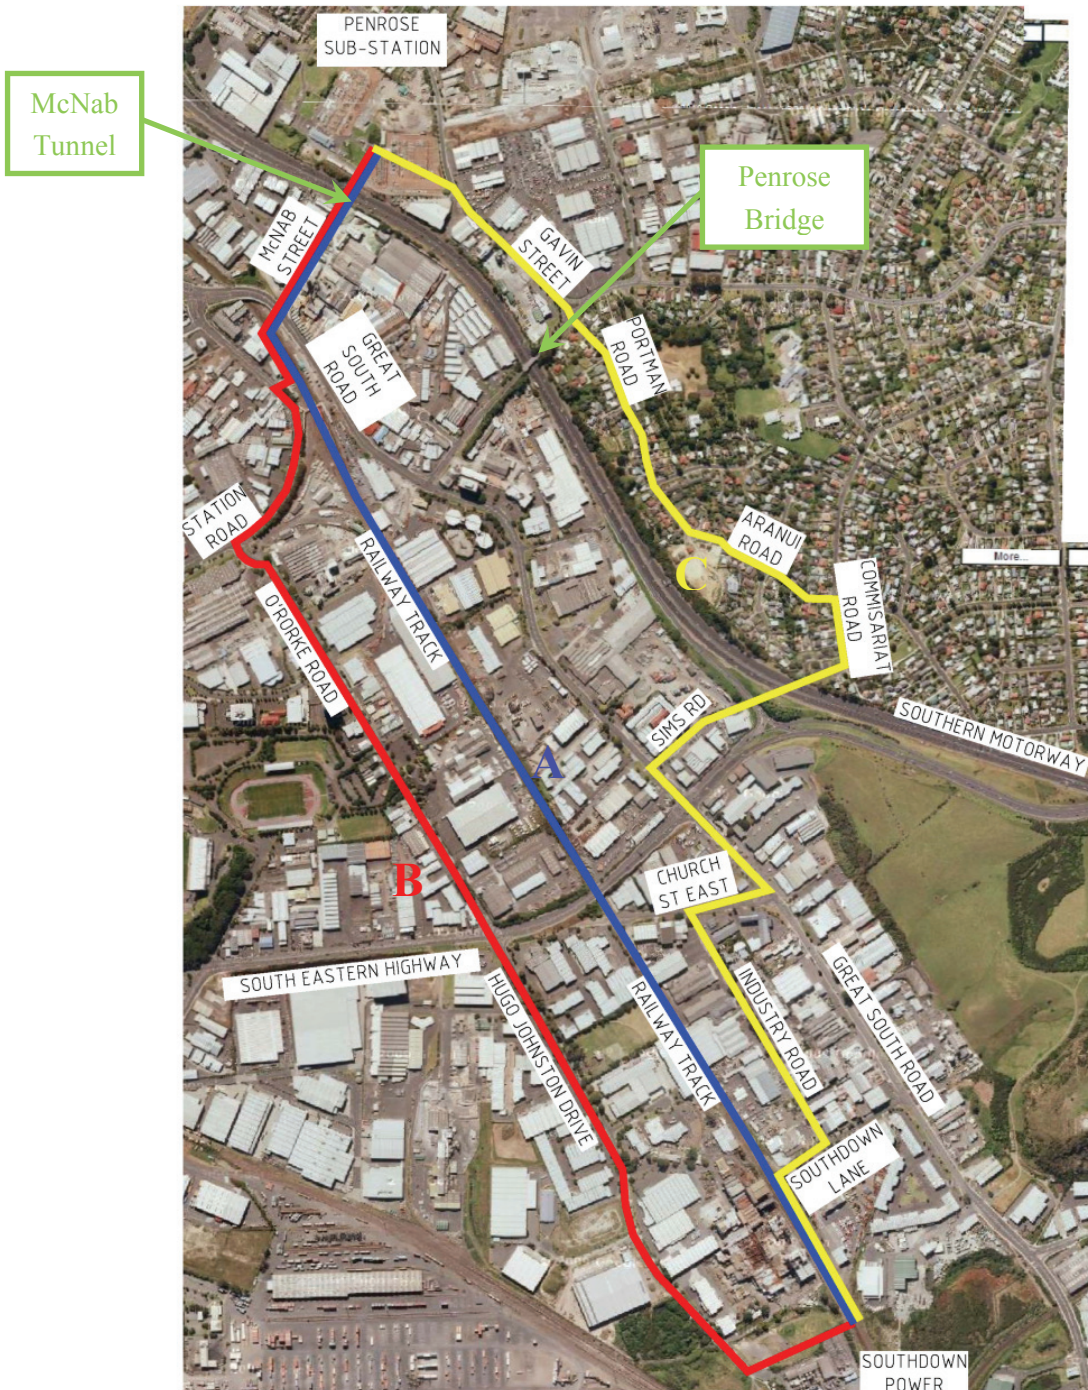 PENROSE
SUB-STATION
McNab
Tunnel
Penrose
Bridge
McNAB
STREET
GAVIN
STREET
GREAT
SOUTH
ROAD
PORTMAN
ROAD
STATION
ROAD
ARANUI
ROAD
More...
COMMISARIAT
ROAD
RAILWAY TRACK
C
O'RORKE ROAD
SIMS RD
SOUTHERN MOTORWAY
A
B
CHURCH
ST EAST
SOUTH EASTERN HIGHWAY
HUGO JOHNSTON DRIVE
RAILWAY TRACK
INDUSTRY ROAD
GREAT SOUTH ROAD
SOUTHDOWN
LANE
SOUTHDOWN
POWER